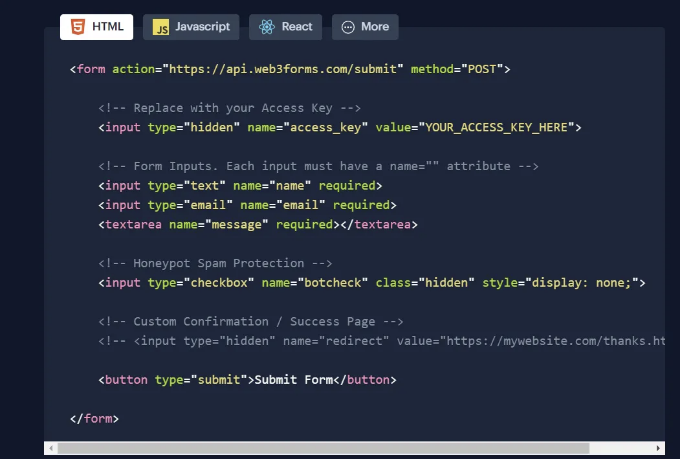 HTML
JS Javascript
React
More
<form action="https://api.web3forms.com/submit" method="POST">
<!-- Replace with your Access Key -->
<input type="hidden" name="access_key" value="YOUR_ACCESS_KEY_HERE">
<!-- Form Inputs. Each input must have a name="" attribute -->
<input type="text" name="name" required>
<input type="email" name="email" required>
<textarea name="message" required></textarea>
<!-- Honeypot Spam Protection -->
<input type="checkbox" name="botcheck" class="hidden" style="display: none;">
<!-- Custom Confirmation / Success Page -->
<!-- <input type="hidden" name="redirect" value="https://mywebsite.com/thanks.ht
<button type="submit">Submit Form</button>
</form>